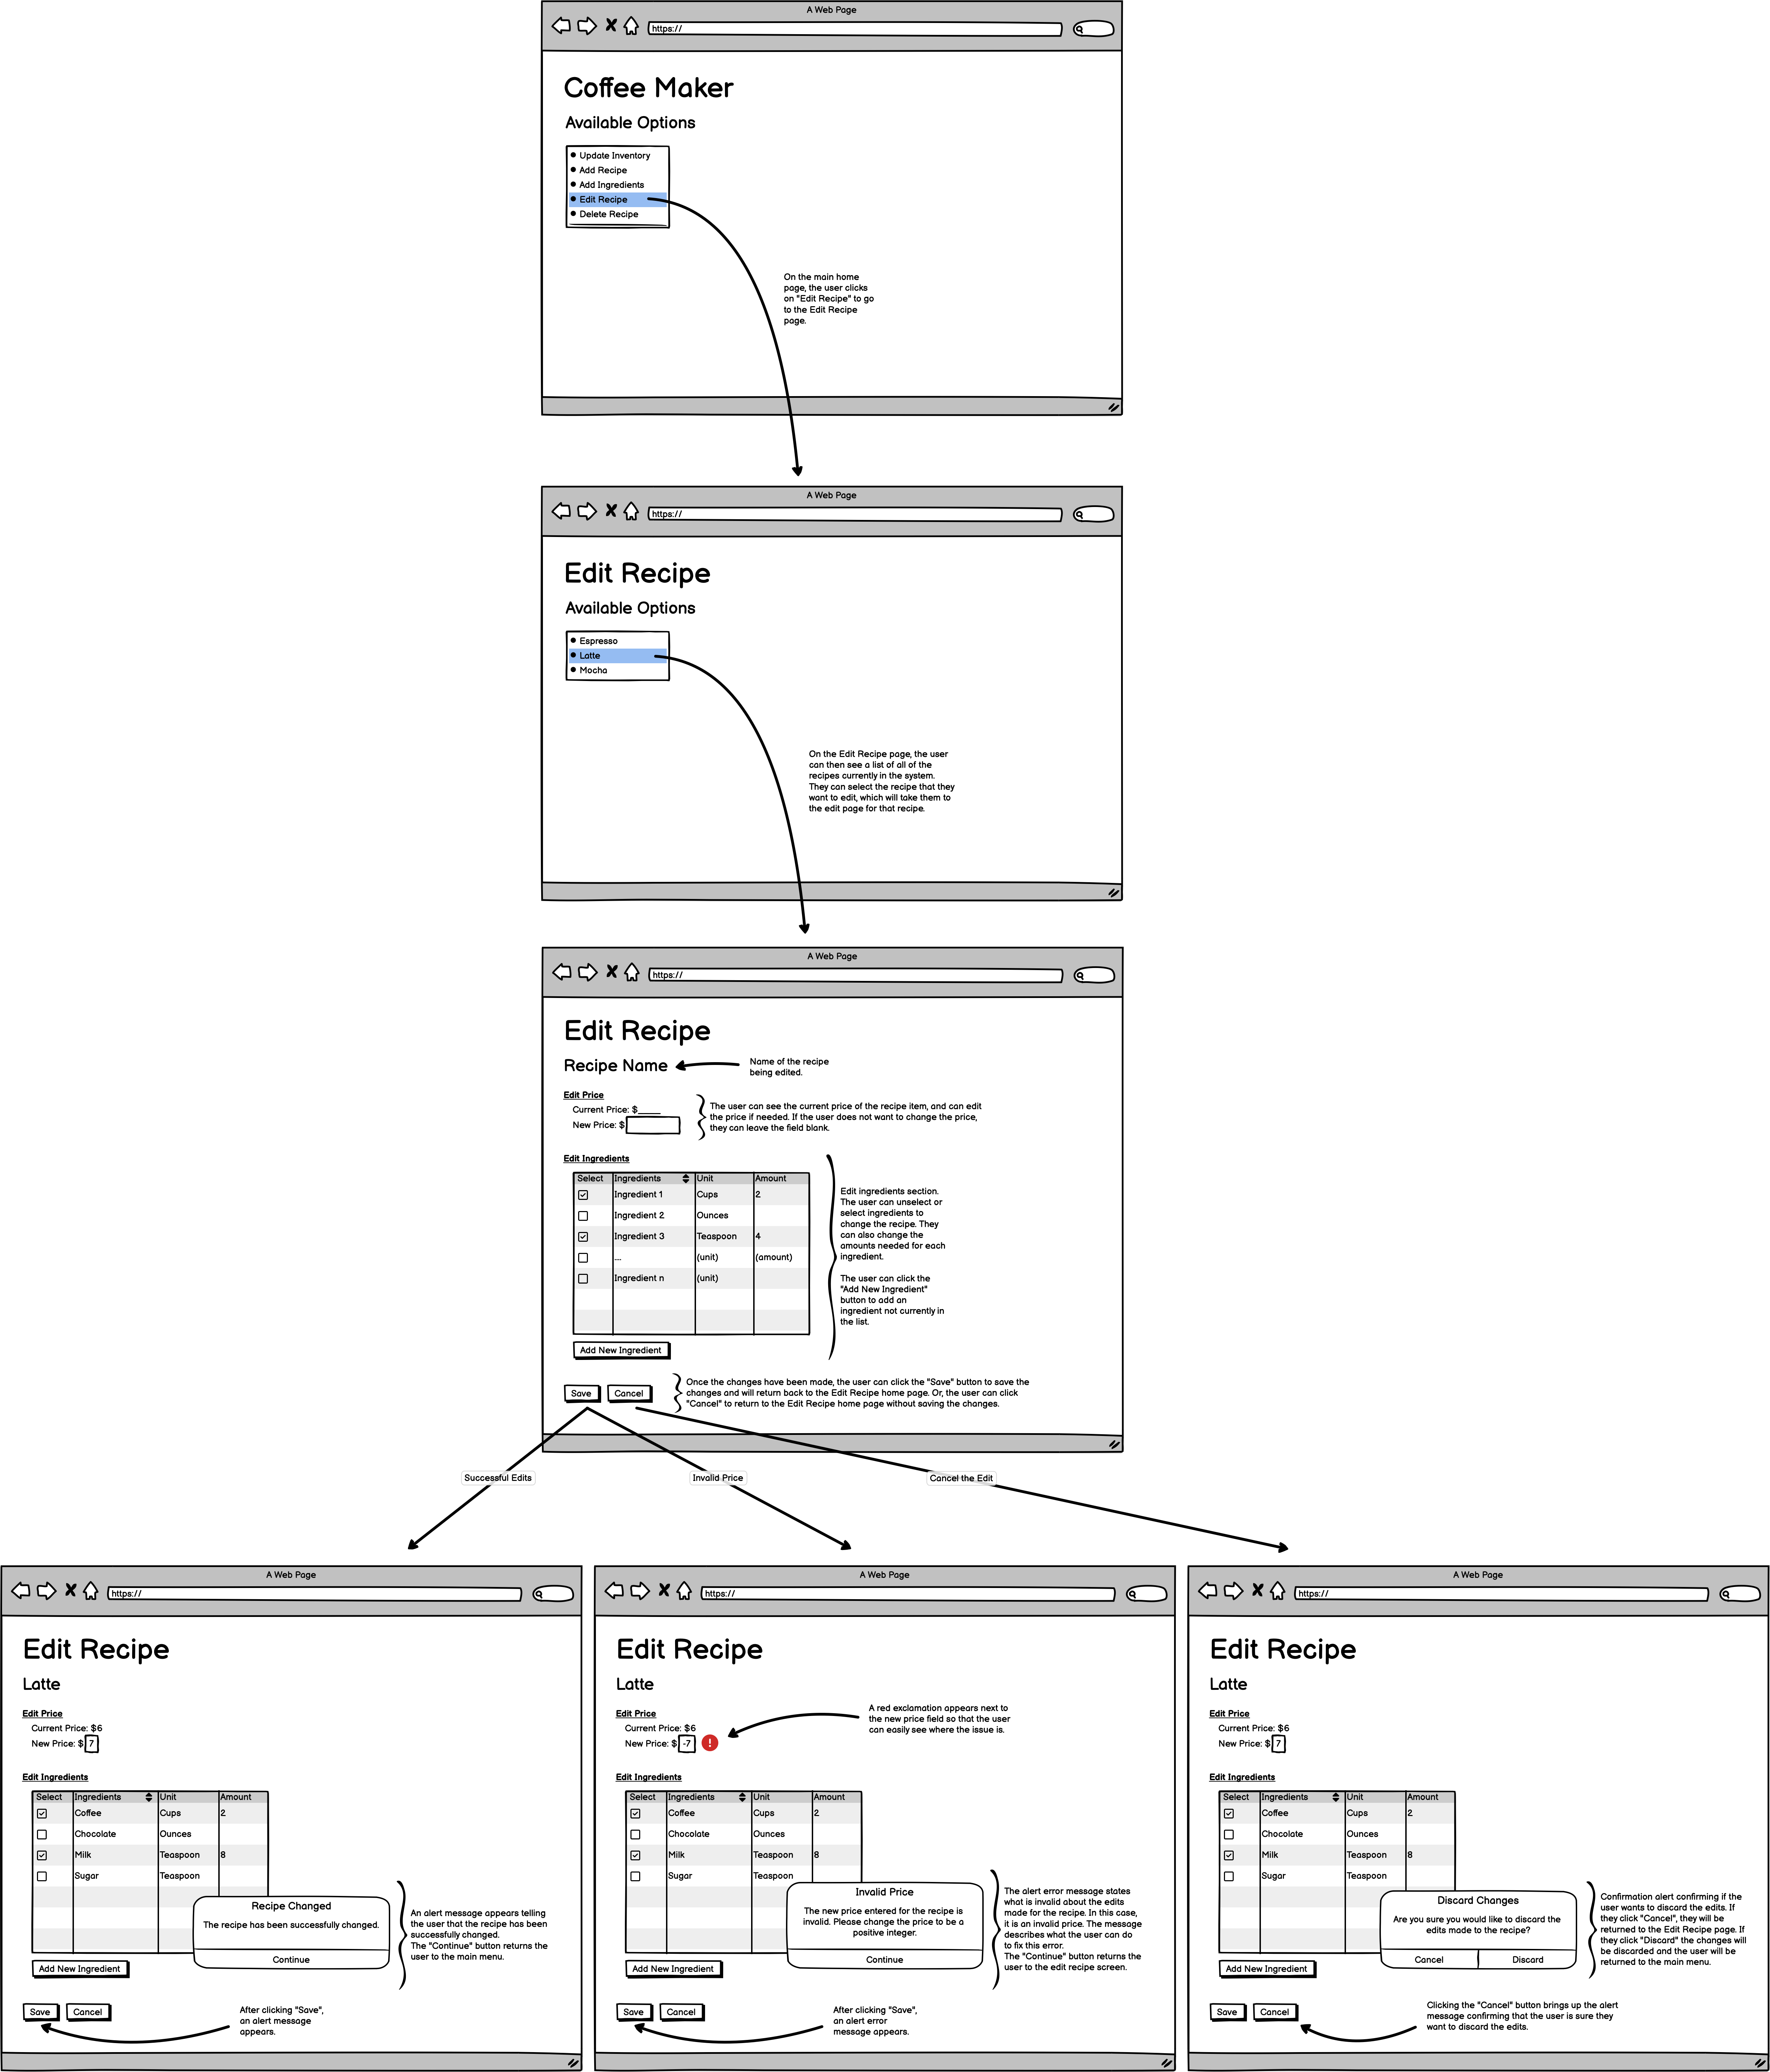 A Web Page
https://
Coffee Maker
Available Options
Update Inventory
Add Recipe
Add Ingredients
Edit Recipe
Delete Recipe
On the main home
page, the user clicks
on "Edit Recipe" to go
to the Edit Recipe
page.
A Web Page
https://
Edit Recipe
Available Options
Espresso
Latte
Mocha
On the Edit Recipe page, the user
can then see a list of all of the
recipes currently in the system.
They can select the recipe that they
want to edit, which will take them to
the edit page for that recipe.
A Web Page
https://
Edit Recipe
Recipe Name
Name of the recipe
being edited.
Edit Price
Current Price: $_____
New Price: $
The user can see the current price of the recipe item, and can edit
the price if needed. If the user does not want to change the price,
they can leave the field blank.
Edit Ingredients
Select Ingredients Unit Amount
Ingredient 1 Cups 2
Ingredient 2 Ounces
Ingredient 3 Teaspoon 4
.... (unit) (amount)
Ingredient n (unit)
Edit ingredients section.
The user can unselect or
select ingredients to
change the recipe. They
can also change the
amounts needed for each
ingredient.
The user can click the
"Add New Ingredient"
button to add an
ingredient not currently in
the list.
Add New Ingredient
Save Cancel
Once the changes have been made, the user can click the "Save" button to save the
changes and will return back to the Edit Recipe home page. Or, the user can click
"Cancel" to return to the Edit Recipe home page without saving the changes.
Successful Edits
Invalid Price
Cancel the Edit
A Web Page
https://
Edit Recipe
Latte
Edit Price
Current Price: $6
New Price: $ 7
Edit Ingredients
Select Ingredients Unit Amount
Coffee Cups 2
Chocolate Ounces
Milk Teaspoon 8
Sugar Teaspoon
Recipe Changed
The recipe has been successfully changed.
Continue
An alert message appears telling
the user that the recipe has been
successfully changed.
The "Continue" button returns the
user to the main menu.
Add New Ingredient
Save Cancel
After clicking "Save",
an alert message
appears.
A Web Page
https://
Edit Recipe
Latte
Edit Price
Current Price: $6
New Price: $ -7
!
A red exclamation appears next to
the new price field so that the user
can easily see where the issue is.
Edit Ingredients
Select Ingredients Unit Amount
Coffee Cups 2
Chocolate Ounces
Milk Teaspoon 8
Sugar Teaspoon
Invalid Price
The new price entered for the recipe is
invalid. Please change the price to be a
positive integer.
Continue
The alert error message states
what is invalid about the edits
made for the recipe. In this case,
it is an invalid price. The message
describes what the user can do
to fix this error.
The "Continue" button returns the
user to the edit recipe screen.
Add New Ingredient
Save Cancel
After clicking "Save",
an alert error
message appears.
A Web Page
https://
Edit Recipe
Latte
Edit Price
Current Price: $6
New Price: $ 7
Edit Ingredients
Select Ingredients Unit Amount
Coffee Cups 2
Chocolate Ounces
Milk Teaspoon 8
Sugar Teaspoon
Discard Changes
Are you sure you would like to discard the
edits made to the recipe?
Cancel Discard
Confirmation alert confirming if the
user wants to discard the edits. If
they click "Cancel", they will be
returned to the Edit Recipe page. If
they click "Discard" the changes will
be discarded and the user will be
returned to the main menu.
Add New Ingredient
Save Cancel
Clicking the "Cancel" button brings up the alert
message confirming that the user is sure they
want to discard the edits.